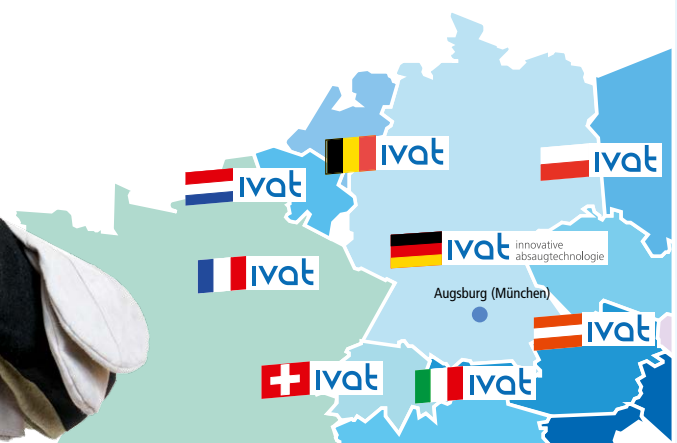 ivat
ivat
ivat
ivat
ivat innovative
absaugtechnologie
Augsburg (München)
ivat
ivat
ivat